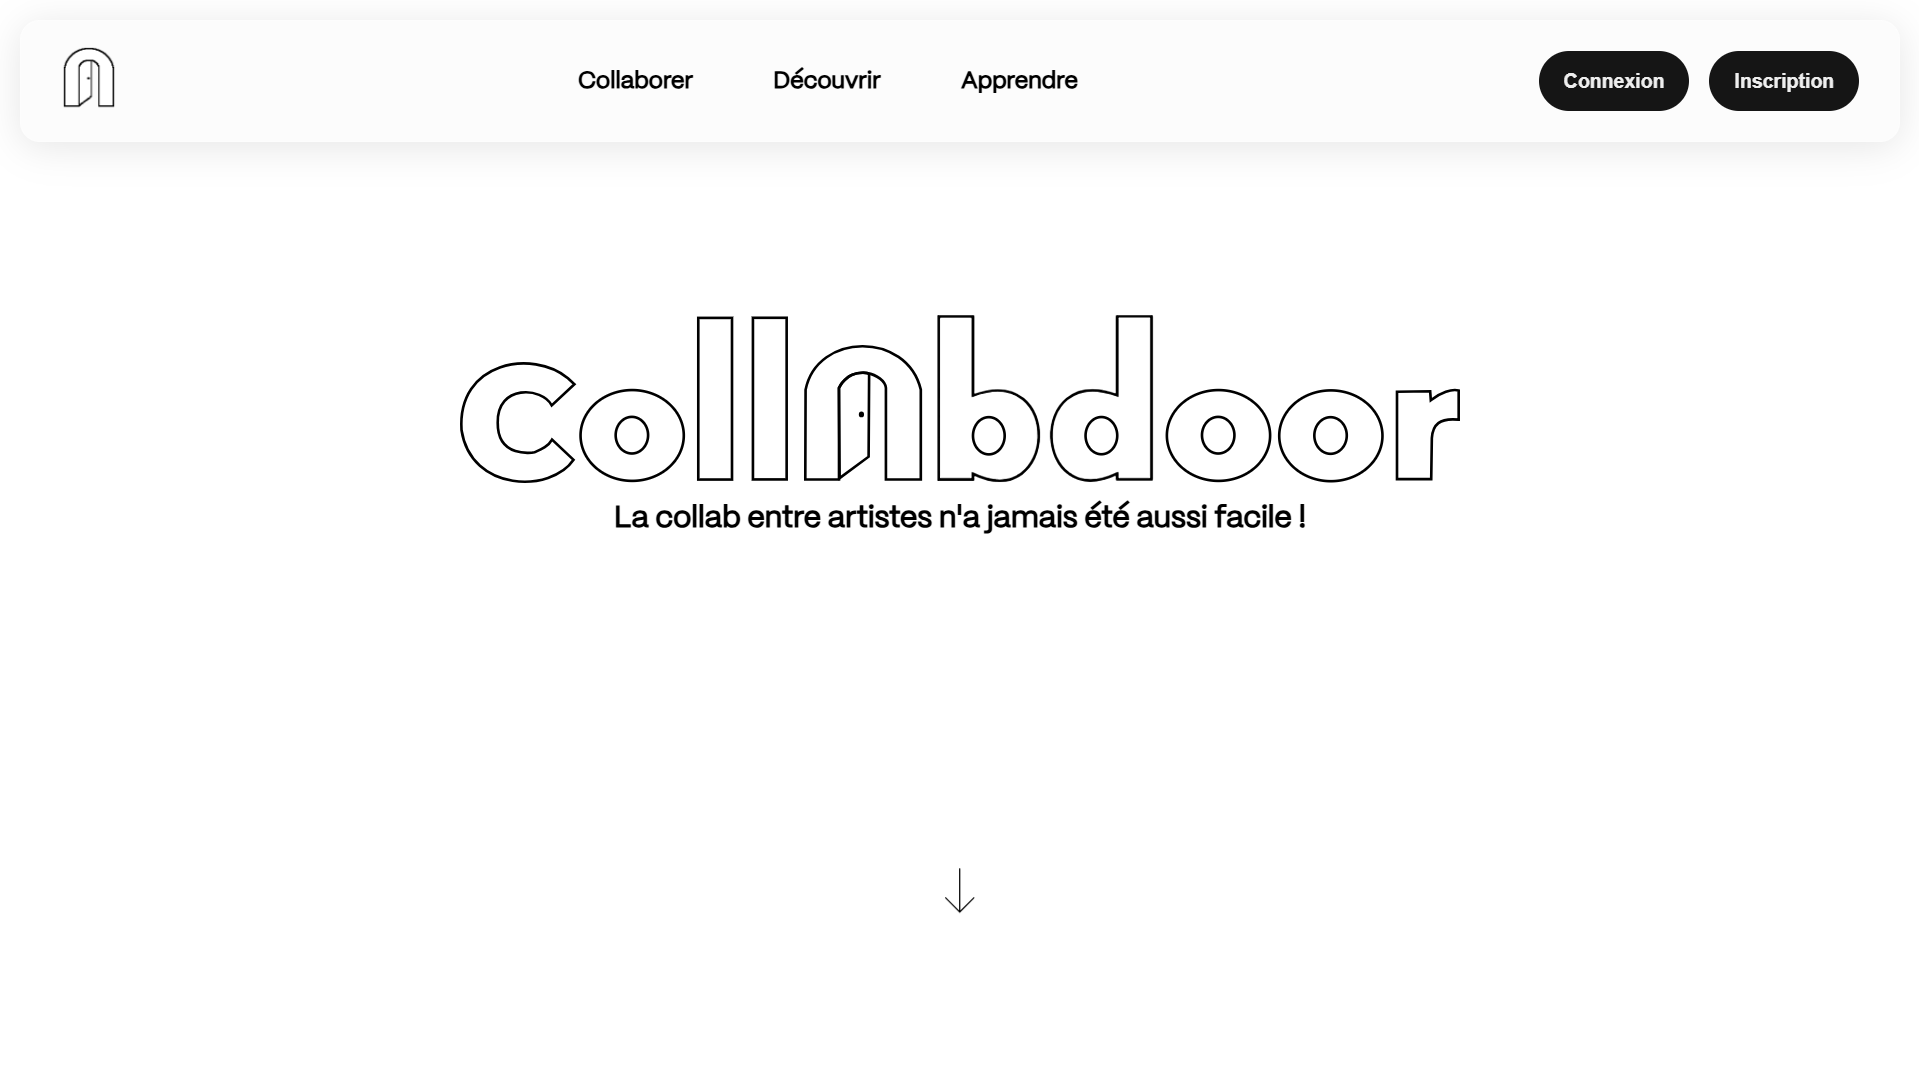 Collaborer
Découvrir
Apprendre
Connexion
Inscription
Collabdoor
La collab entre artistes n'a jamais été aussi facile !